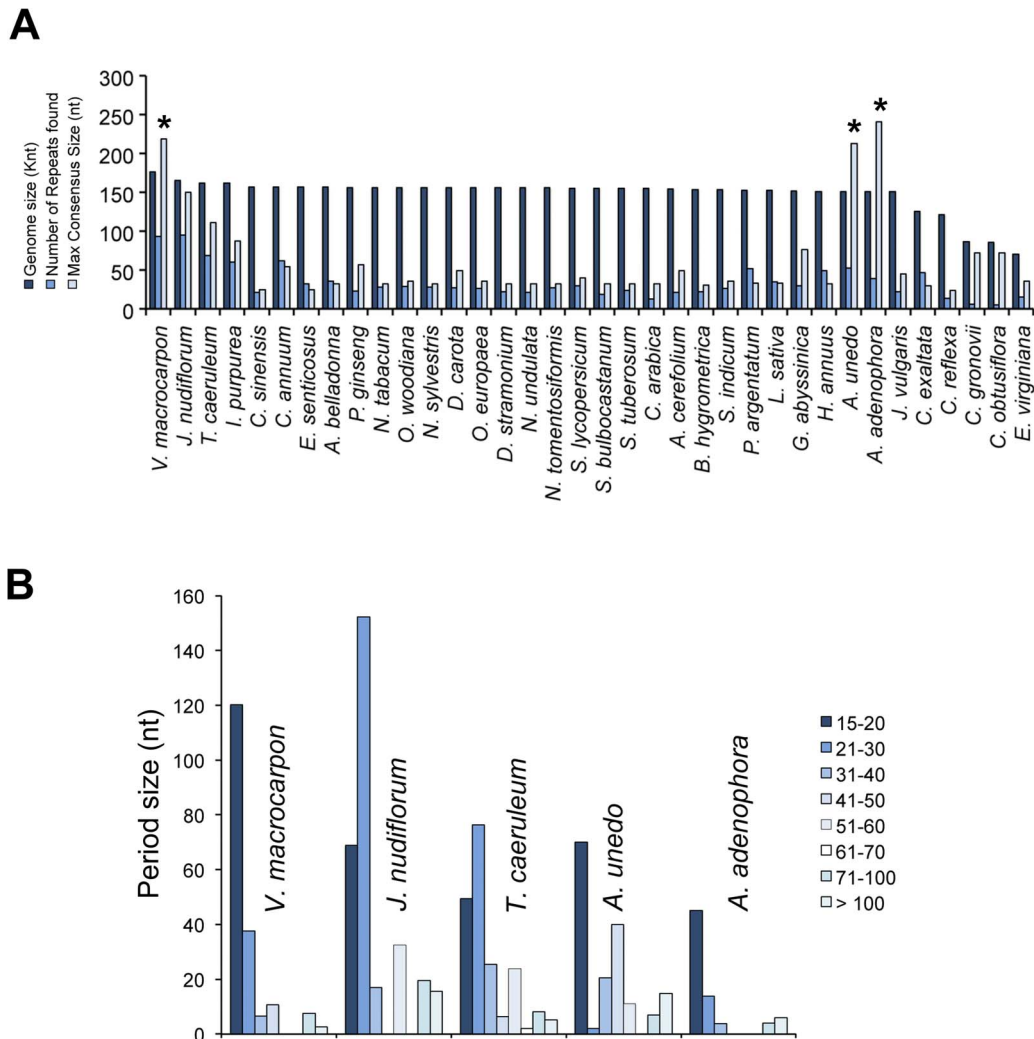 A
Genome size (Knt)
Number of Repeats found
Max Consensus Size (nt)
300
250
200
150
100
50
0
*
*
*
V. macrocarpon
J. nudiflorum
T. caeruleum
I. purpurea
C. sinensis
C. annuum
E. senticosus
A. belladonna
P. ginseng
N. tabacum
O. woodiana
N. sylvestris
D. carota
O. europaea
D. stramonium
N. undulata
N. tomentosiformis
S. lycopersicum
S. bulbocastanum
S. tuberosum
C. arabica
A. cerefolium
B. hygrometrica
S. indicum
P. argentatum
L. sativa
G. abyssinica
H. annuus
A. unedo
A. adenophora
J. vulgaris
C. exaltata
C. reflexa
C. gronovii
C. obtusiflora
E. virginiana
B
Period size (nt)
160
140
120
100
80
60
40
20
0
V. macrocarpon
J. nudiflorum
T. caeruleum
A. unedo
A. adenophora
15-20
21-30
31-40
41-50
51-60
61-70
71-100
> 100